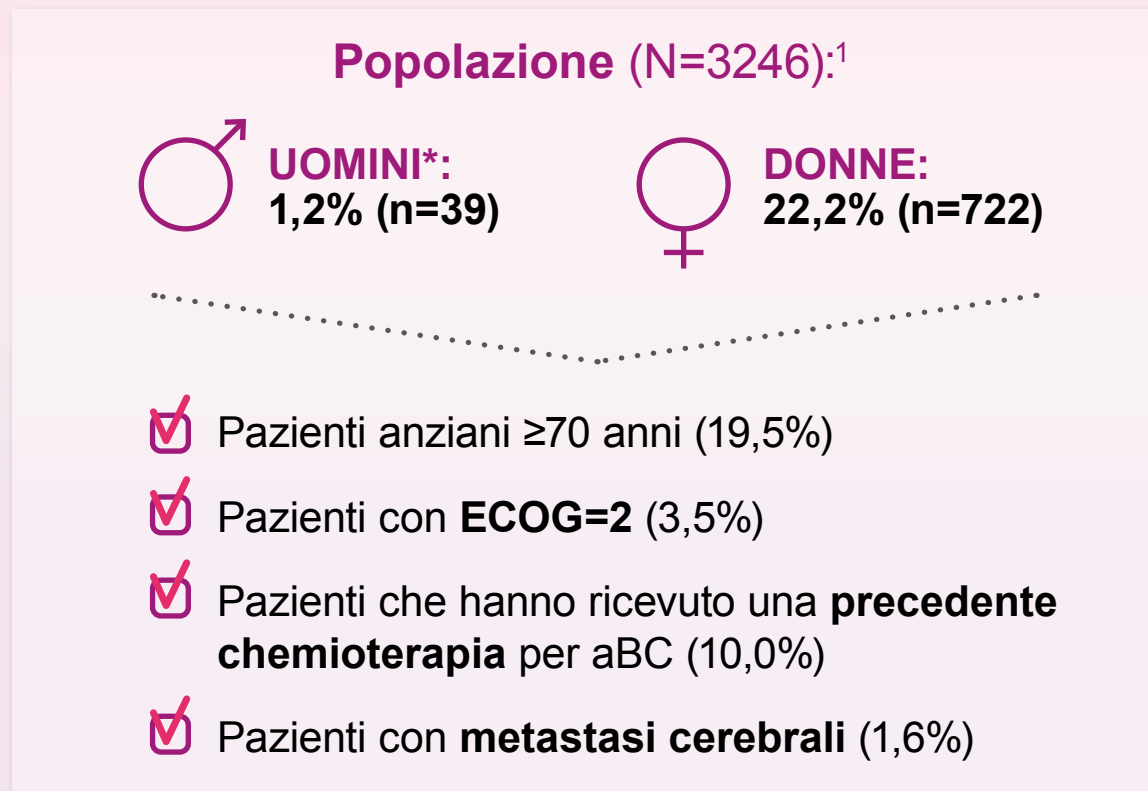 Popolazione (N=3246):¹
UOMINI*:
1,2% (n=39)
DONNE:
22,2% (n=722)
Pazienti anziani ≥70 anni (19,5%)
Pazienti con ECOG=2 (3,5%)
Pazienti che hanno ricevuto una precedente
chemioterapia per aBC (10,0%)
Pazienti con metastasi cerebrali (1,6%)